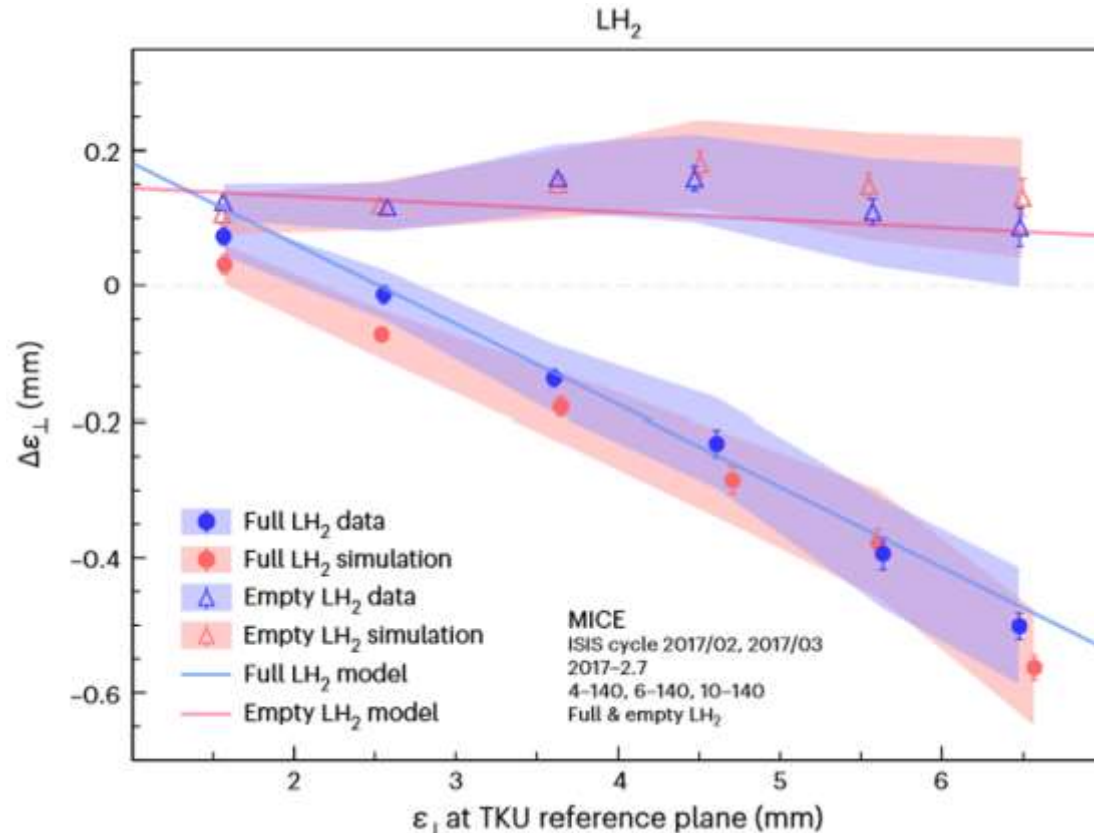 LH₂
0.2
0
–0.2
–0.4
–0.6
Δε⊥ (mm)
Full LH₂ data
Full LH₂ simulation
Empty LH₂ data
Empty LH₂ simulation
Full LH₂ model
Empty LH₂ model
MICE
ISIS cycle 2017/02, 2017/03
2017–2.7
4–140, 6–140, 10–140
Full & empty LH₂
2 3 4 5 6
ε⊥ at TKU reference plane (mm)